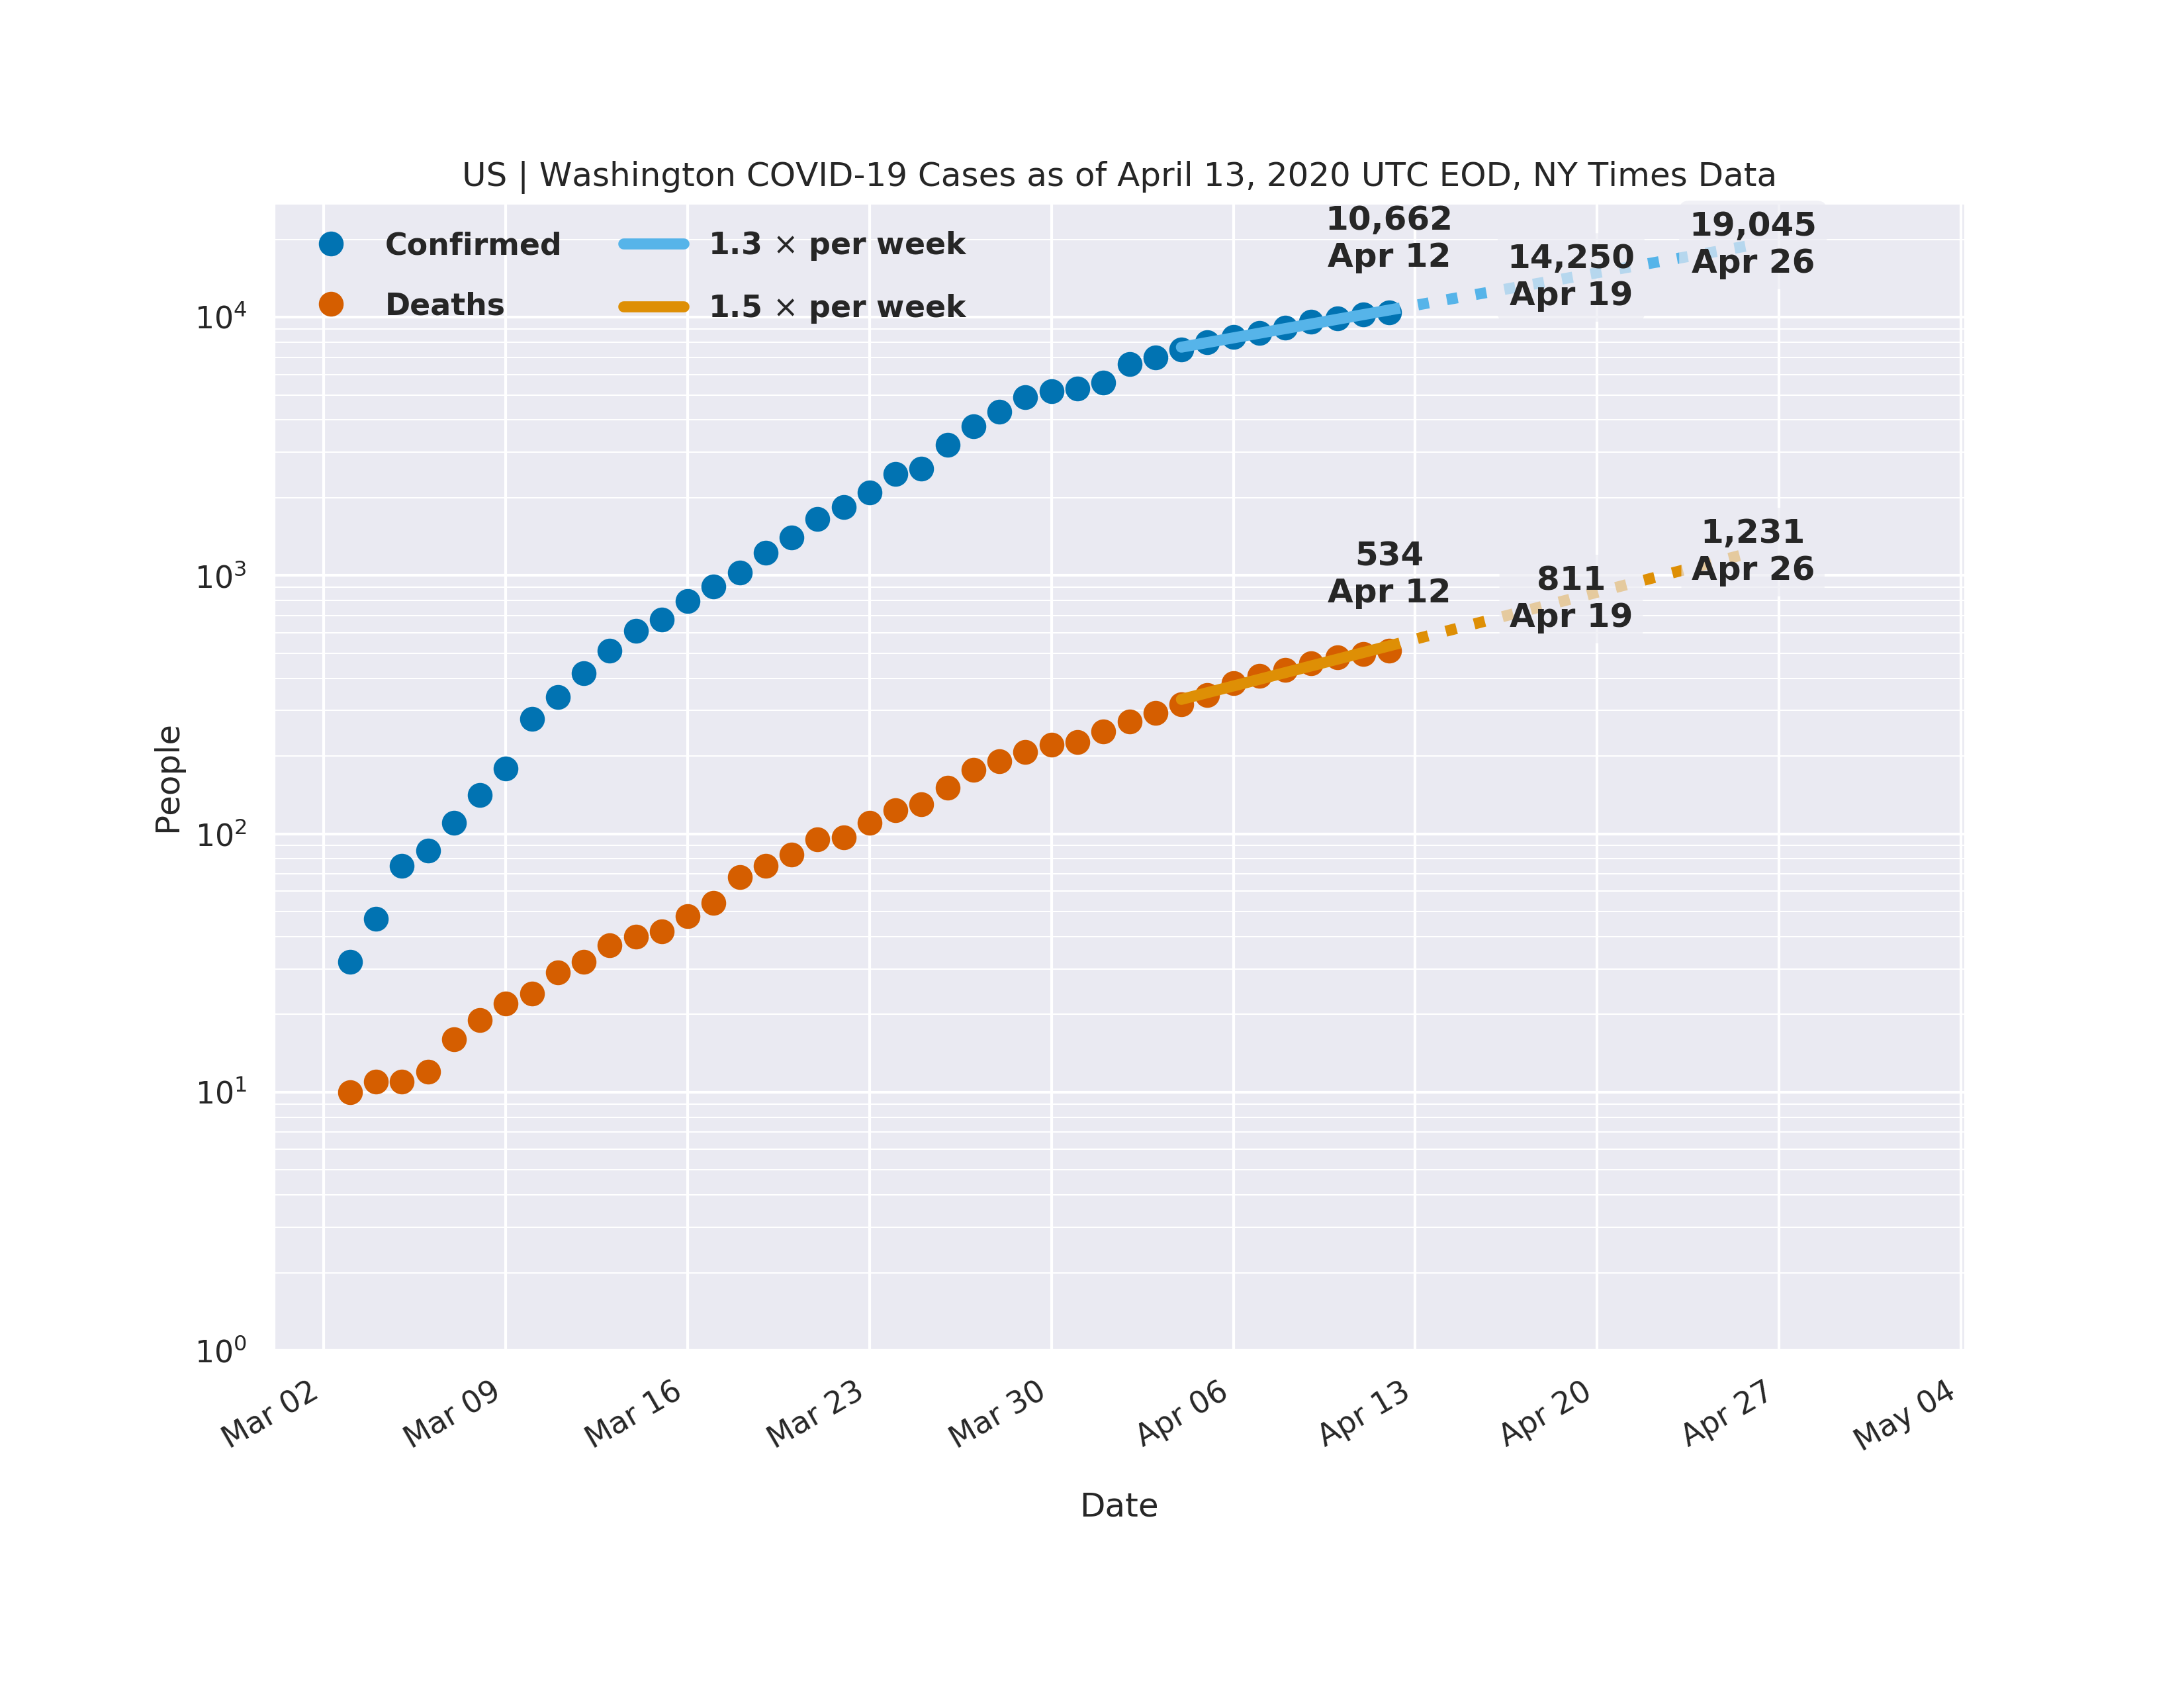 US | Washington COVID-19 Cases as of April 13, 2020 UTC EOD, NY Times Data
Confirmed
Deaths
1.3 × per week
1.5 × per week
10,662
Apr 12
14,250
Apr 19
19,045
Apr 26
534
Apr 12
811
Apr 19
1,231
Apr 26
People
10⁴
10³
10²
10¹
10⁰
Mar 02
Mar 09
Mar 16
Mar 23
Mar 30
Apr 06
Apr 13
Apr 20
Apr 27
May 04
Date